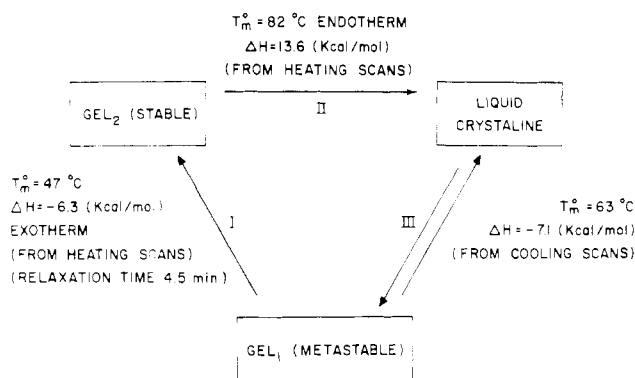 T°m = 82 °C ENDOTHERM
ΔH = 13.6 (Kcal/mol)
(FROM HEATING SCANS)
II
GEL2 (STABLE)
LIQUID
CRYSTALINE
T°m = 47 °C
ΔH = -6.3 (Kcal/mo.)
EXOTHERM
(FROM HEATING SCANS)
(RELAXATION TIME 4.5 min)
I
III
T°m = 63 °C
ΔH = -7.1 (Kcal/mol)
(FROM COOLING SCANS)
GEL1 (METASTABLE)